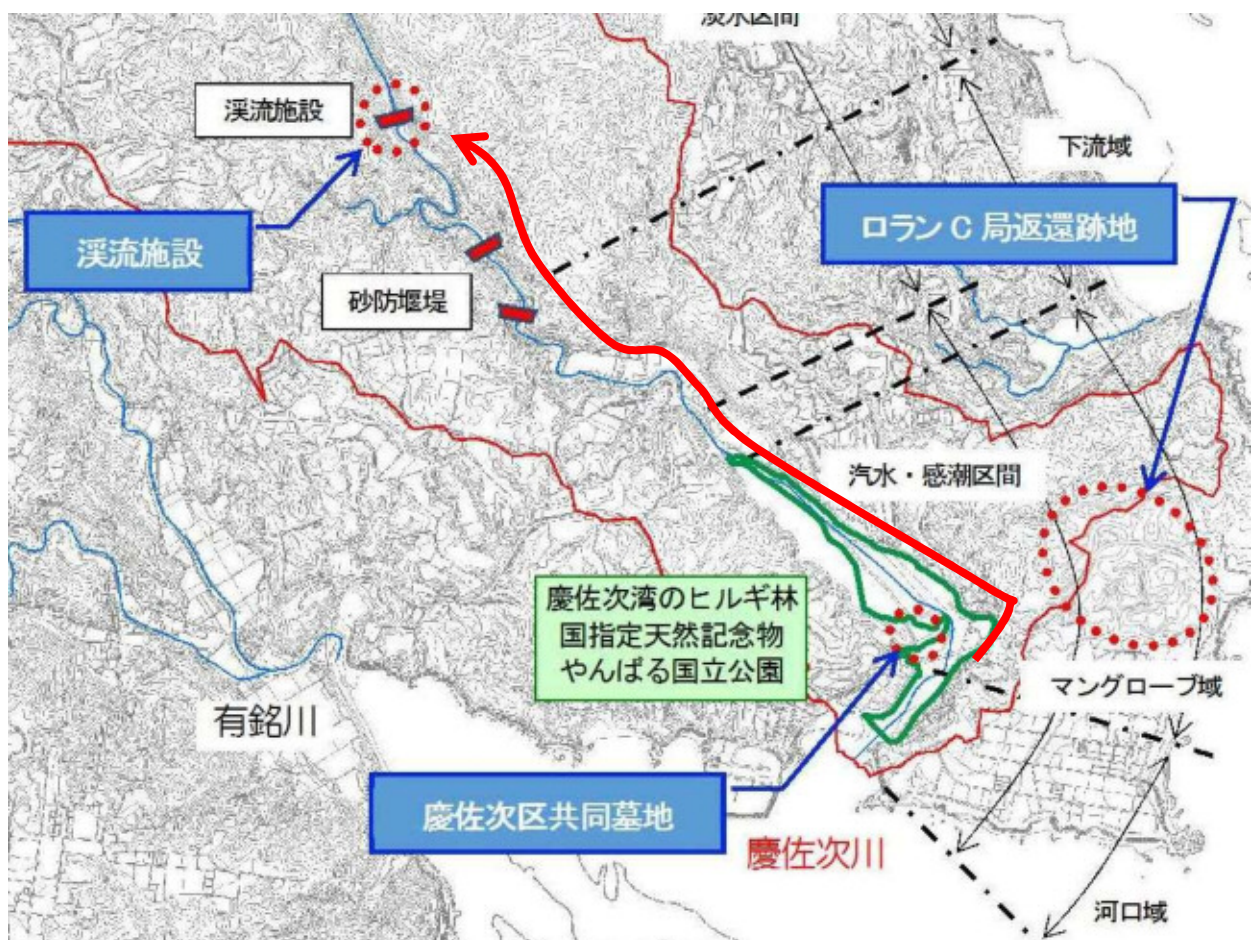 淡水区間
渓流施設
下流域
ロランC局返還跡地
渓流施設
砂防堰堤
汽水・感潮区間
慶佐次湾のヒルギ林
国指定天然記念物
やんばる国立公園
マングローブ域
有銘川
慶佐次区共同墓地
慶佐次川
河口域